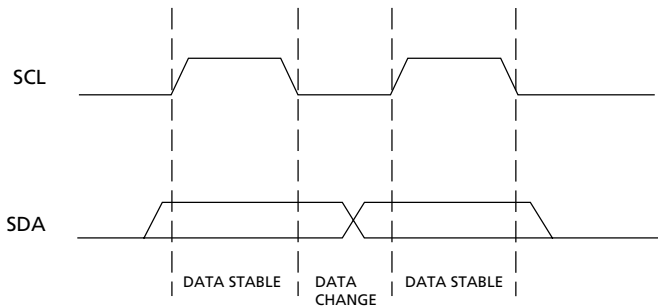 SCL
SDA
DATA STABLE
DATA
CHANGE
DATA STABLE